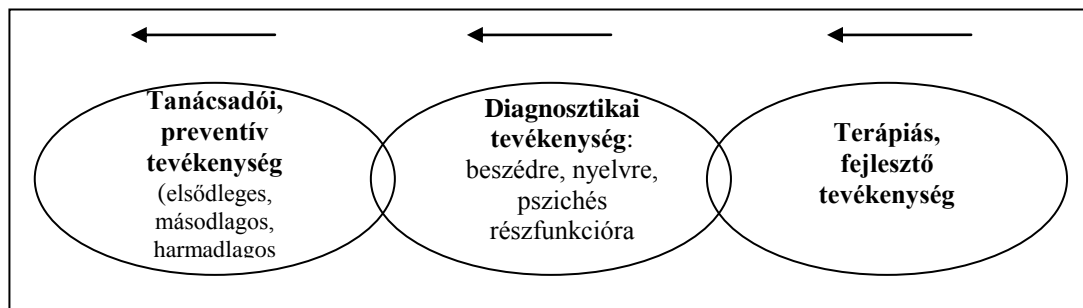 Tanácsadói,
preventív
tevékenység
(elsődleges,
másodlagos,
harmadlagos
Diagnosztikai
tevékenység:
beszédre, nyelvre,
pszichés
részfunkcióra
Terápiás,
fejlesztő
tevékenység